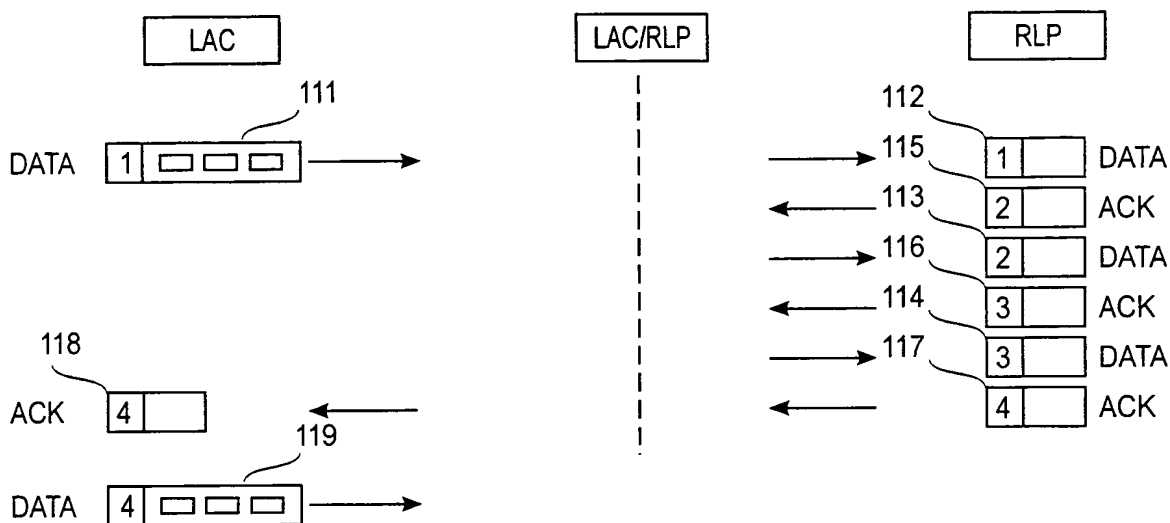 LAC LAC/RLP RLP
111
112
DATA 1 1 DATA
115
2 ACK
113
2 DATA
116
3 ACK
114
3 DATA
118 117
ACK 4 4 ACK
119
DATA 4